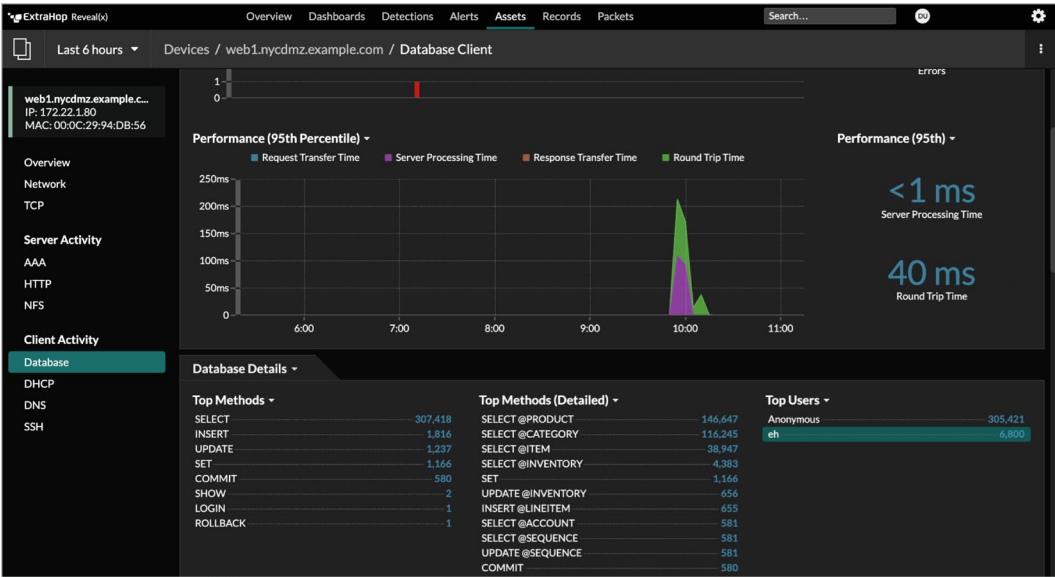 ExtraHop Reveal(x) Overview Dashboards Detections Alerts Assets Records Packets Search... DU
Last 6 hours Devices / web1.nycdmz.example.com / Database Client
web1.nycdmz.example.c...
IP: 172.22.1.80
MAC: 00:0C:29:94:DB:56
Overview
Network
TCP
Server Activity
AAA
HTTP
NFS
Client Activity
Database
DHCP
DNS
SSH
1
0
Errors
Performance (95th Percentile)
Request Transfer Time Server Processing Time Response Transfer Time Round Trip Time
250ms
200ms
150ms
100ms
50ms
0
6:00 7:00 8:00 9:00 10:00 11:00
Performance (95th)
<1 ms
Server Processing Time
40 ms
Round Trip Time
Database Details
Top Methods
SELECT 307,418
INSERT 1,816
UPDATE 1,237
SET 1,166
COMMIT 580
SHOW 2
LOGIN 1
ROLLBACK 1
Top Methods (Detailed)
SELECT @PRODUCT 146,647
SELECT @CATEGORY 116,245
SELECT @ITEM 38,947
SELECT @INVENTORY 4,383
SET 1,166
UPDATE @INVENTORY 656
INSERT @LINEITEM 655
SELECT @ACCOUNT 581
SELECT @SEQUENCE 581
UPDATE @SEQUENCE 581
COMMIT 580
Top Users
Anonymous 305,421
eh 6,800